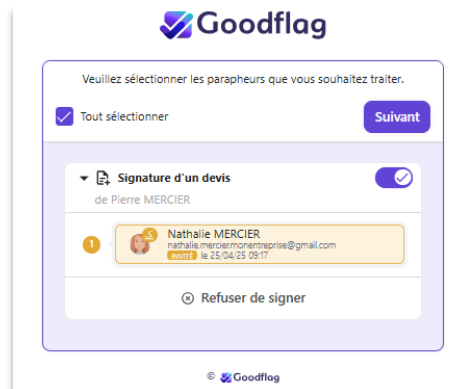 Goodflag
Veuillez sélectionner les parapheurs que vous souhaitez traiter.
Tout sélectionner
Suivant
Signature d'un devis
de Pierre MERCIER
1
Nathalie MERCIER
nathalie.merciermonentreprise@gmail.com
INVITÉ le 25/04/25 09:17
Refuser de signer
© Goodflag